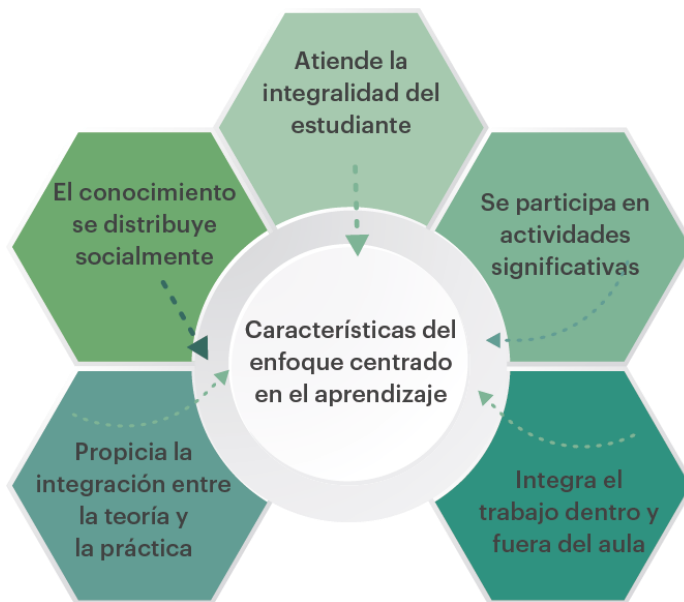 Atiende la
integralidad del
estudiante
El conocimiento
se distribuye
socialmente
Se participa en
actividades
significativas
Características del
enfoque centrado
en el aprendizaje
Propicia la
integración entre
la teoría y
la práctica
Integra el
trabajo dentro y
fuera del aula